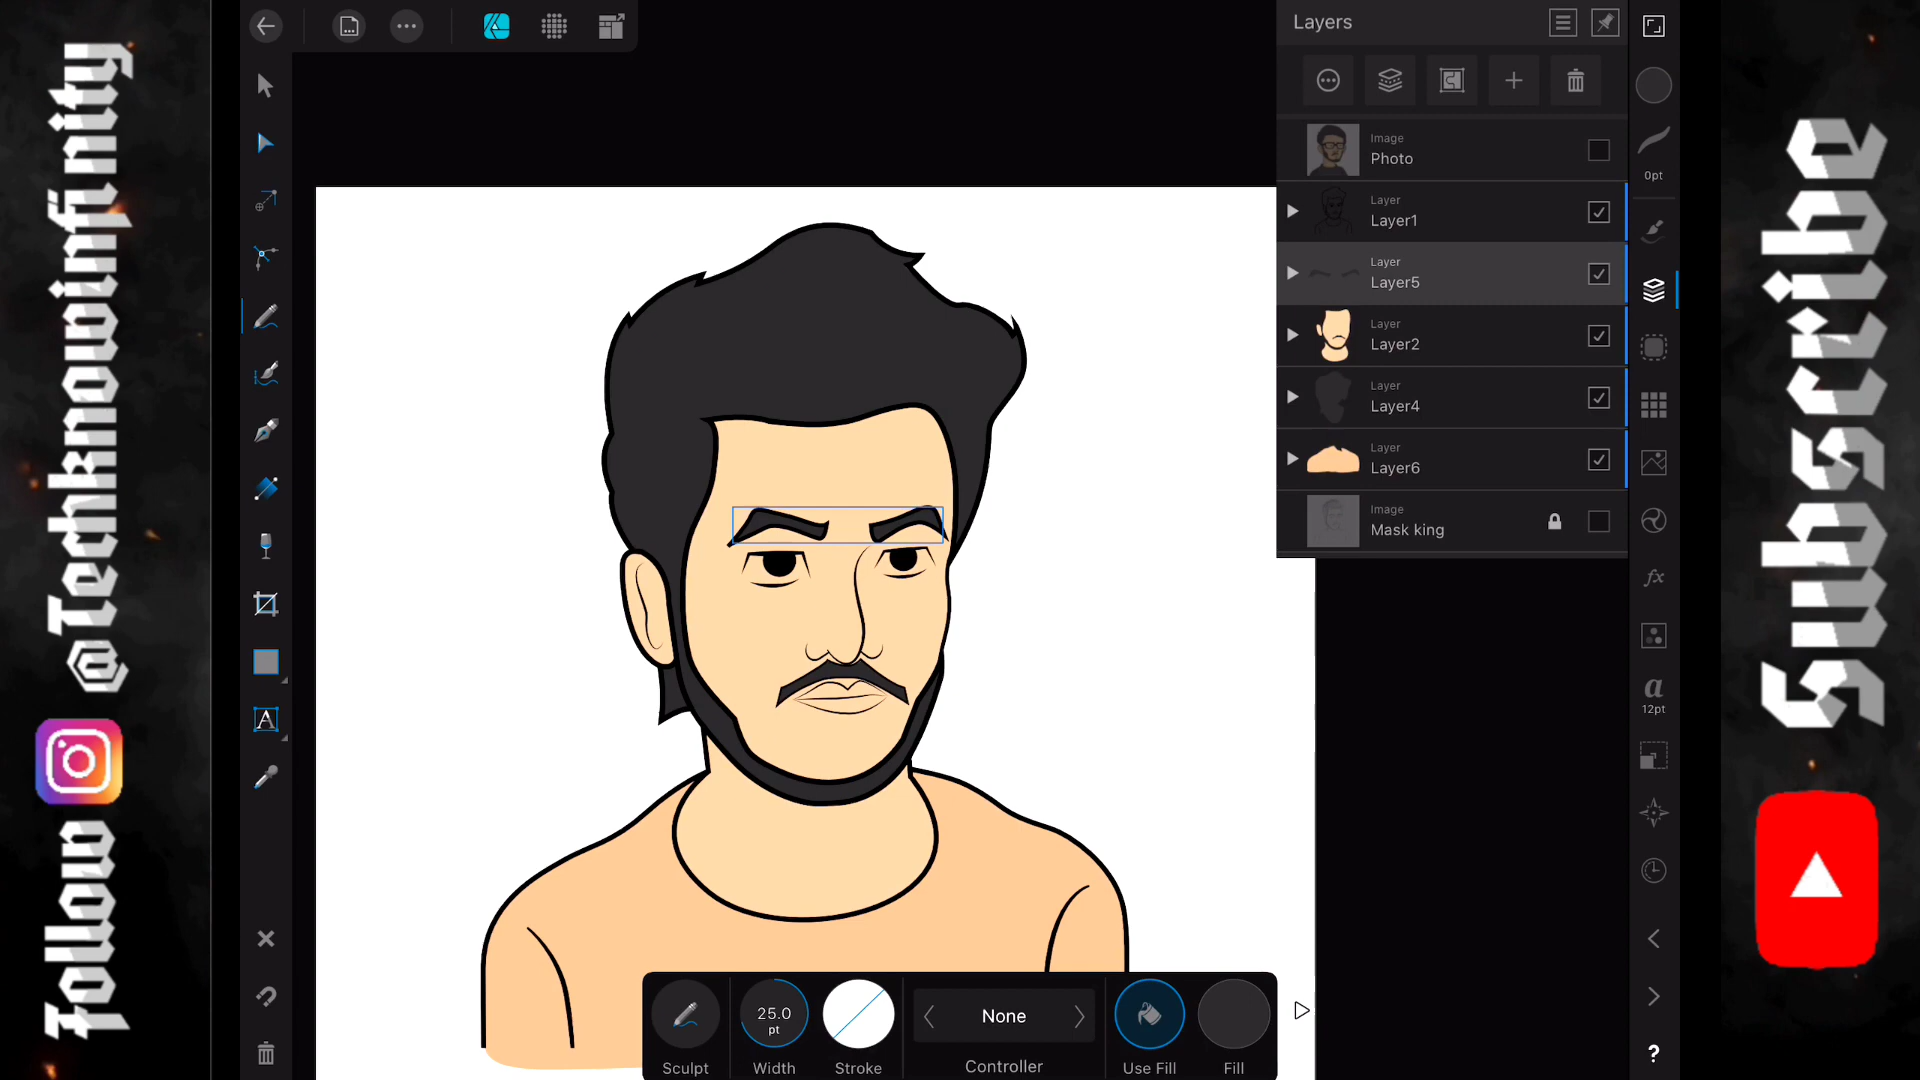 Follow @Techknowinfinity
Layers
Image
Photo
Layer
Layer1
Layer
Layer5
Layer
Layer2
Layer
Layer4
Layer
Layer6
Image
Mask king
0pt
fx
a
12pt
?
A
25.0
pt
None
Sculpt
Width
Stroke
Controller
Use Fill
Fill
Subscribe